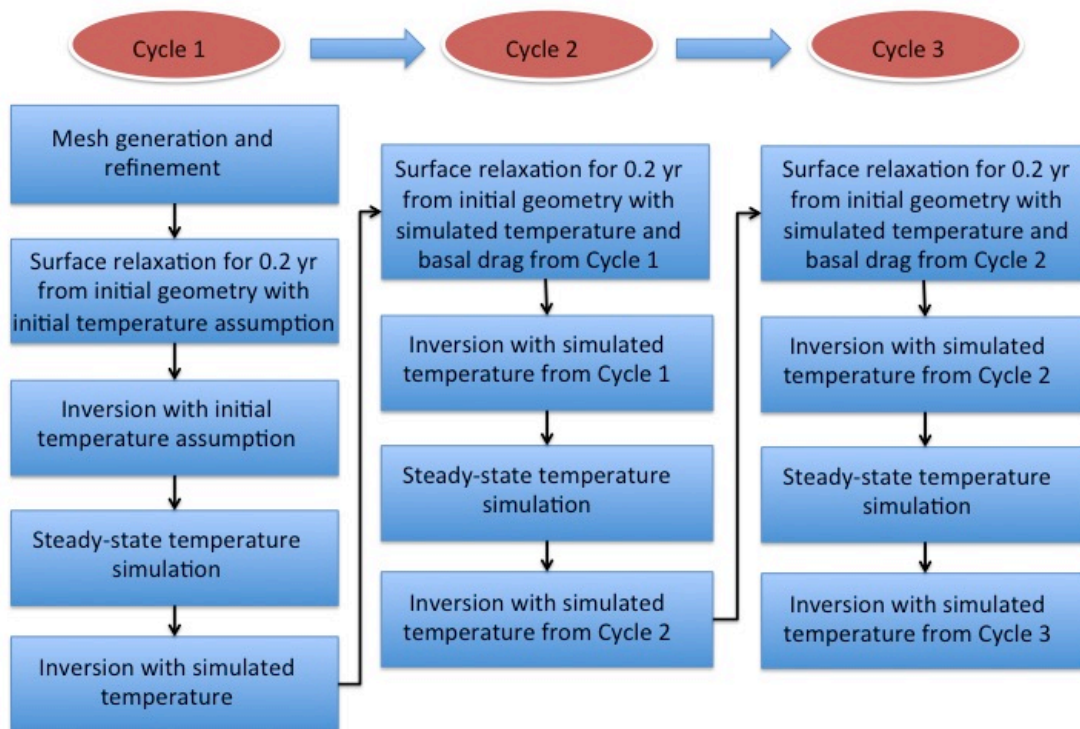 Cycle 1
Cycle 2
Cycle 3
Mesh generation and
refinement
Surface relaxation for 0.2 yr
from initial geometry with
initial temperature assumption
Inversion with initial
temperature assumption
Steady-state temperature
simulation
Inversion with simulated
temperature
Surface relaxation for 0.2 yr
from initial geometry with
simulated temperature and
basal drag from Cycle 1
Inversion with simulated
temperature from Cycle 1
Steady-state temperature
simulation
Inversion with simulated
temperature from Cycle 2
Surface relaxation for 0.2 yr
from initial geometry with
simulated temperature and
basal drag from Cycle 2
Inversion with simulated
temperature from Cycle 2
Steady-state temperature
simulation
Inversion with simulated
temperature from Cycle 3